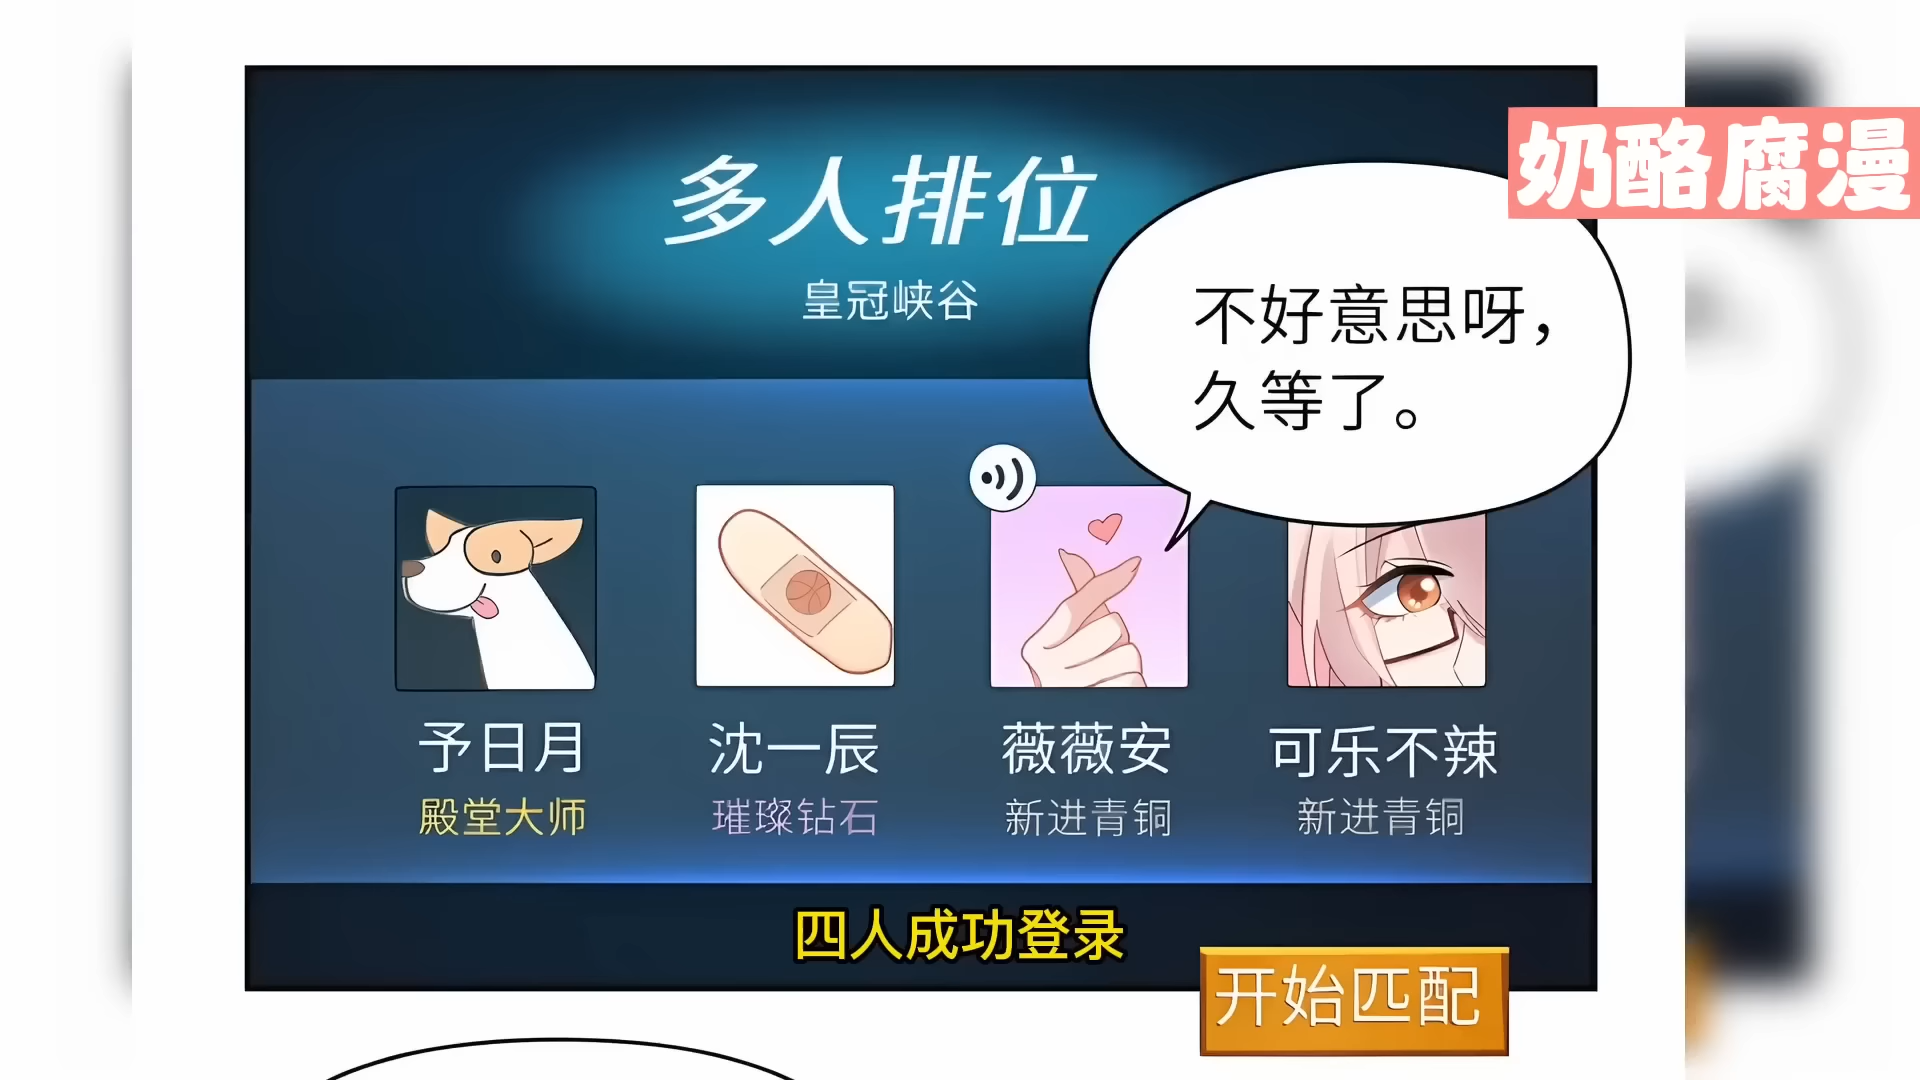 奶酪腐漫
多人排位
皇冠峡谷
不好意思呀，
久等了。
予日月
沈一辰
薇薇安
可乐不辣
殿堂大师
璀璨钻石
新进青铜
新进青铜
四人成功登录
开始匹配